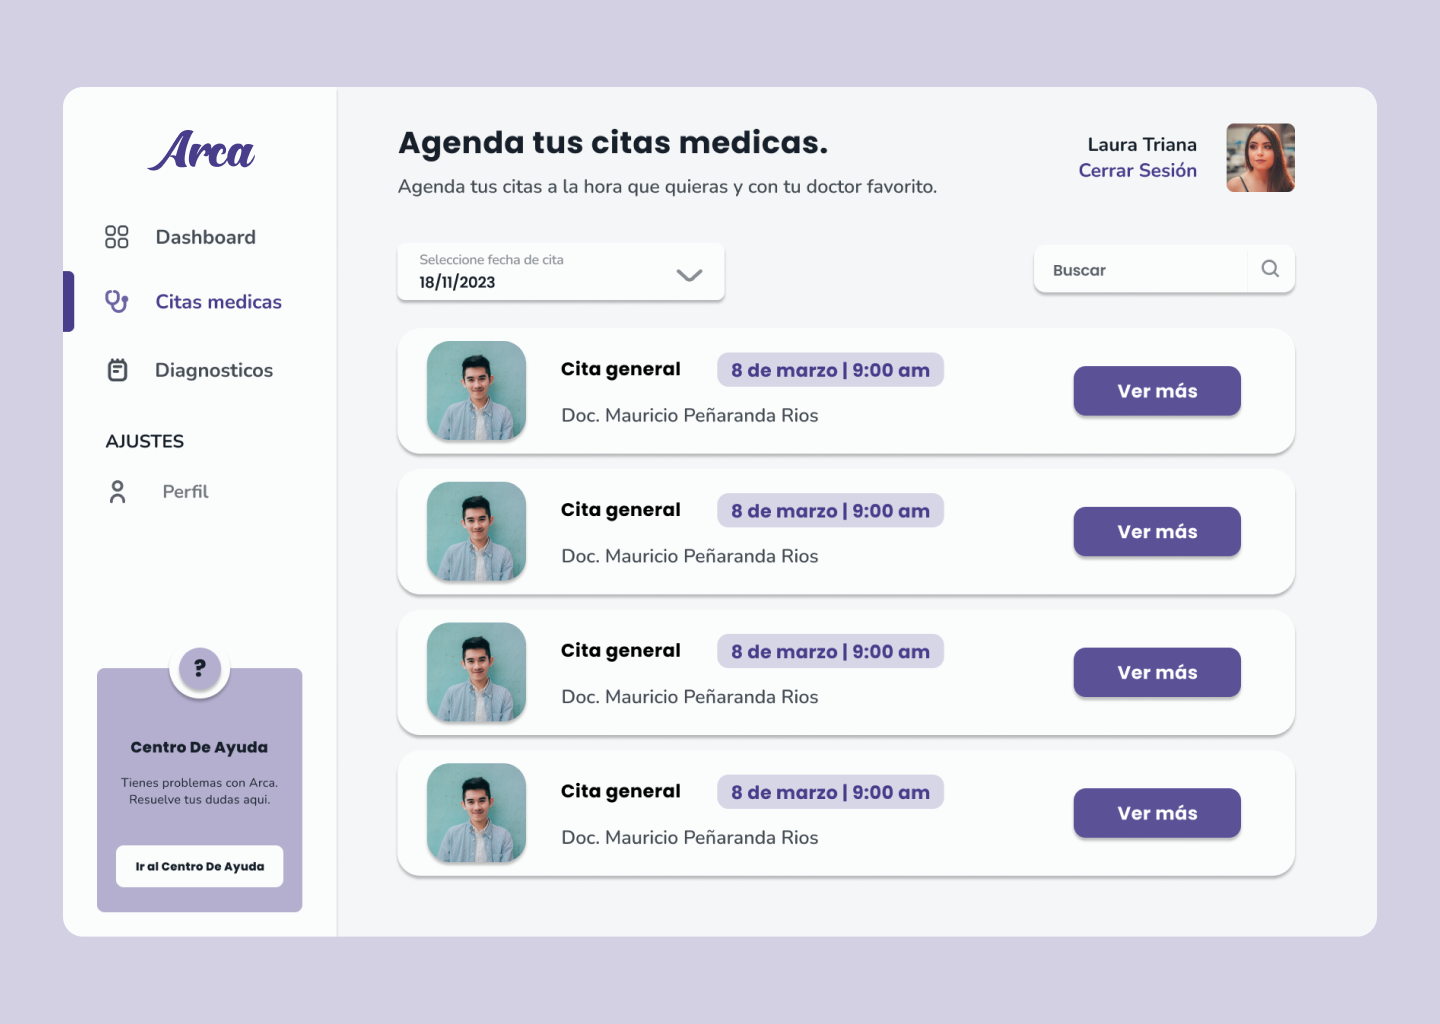 Arca
Dashboard
Citas medicas
Diagnosticos
AJUSTES
Perfil
?
Centro De Ayuda
Tienes problemas con Arca.
Resuelve tus dudas aqui.
Ir al Centro De Ayuda
Agenda tus citas medicas.
Agenda tus citas a la hora que quieras y con tu doctor favorito.
Laura Triana
Cerrar Sesión
Seleccione fecha de cita
18/11/2023
Buscar
Cita general
8 de marzo | 9:00 am
Doc. Mauricio Peñaranda Rios
Ver más
Cita general
8 de marzo | 9:00 am
Doc. Mauricio Peñaranda Rios
Ver más
Cita general
8 de marzo | 9:00 am
Doc. Mauricio Peñaranda Rios
Ver más
Cita general
8 de marzo | 9:00 am
Doc. Mauricio Peñaranda Rios
Ver más